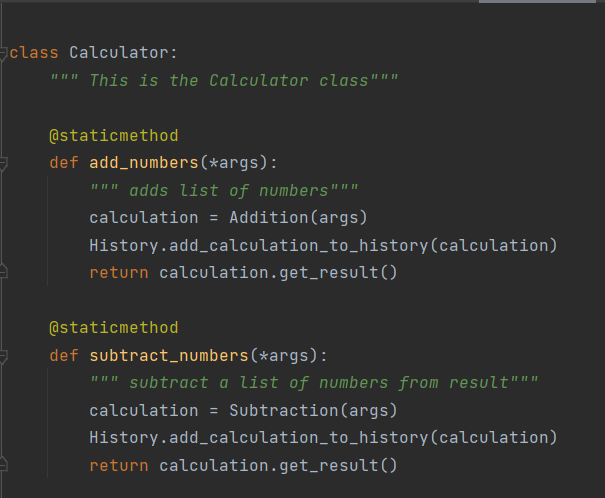 class Calculator:
    """ This is the Calculator class"""
    @staticmethod
    def add_numbers(*args):
        """ adds list of numbers"""
        calculation = Addition(args)
        History.add_calculation_to_history(calculation)
        return calculation.get_result()
    @staticmethod
    def subtract_numbers(*args):
        """ subtract a list of numbers from result"""
        calculation = Subtraction(args)
        History.add_calculation_to_history(calculation)
        return calculation.get_result()